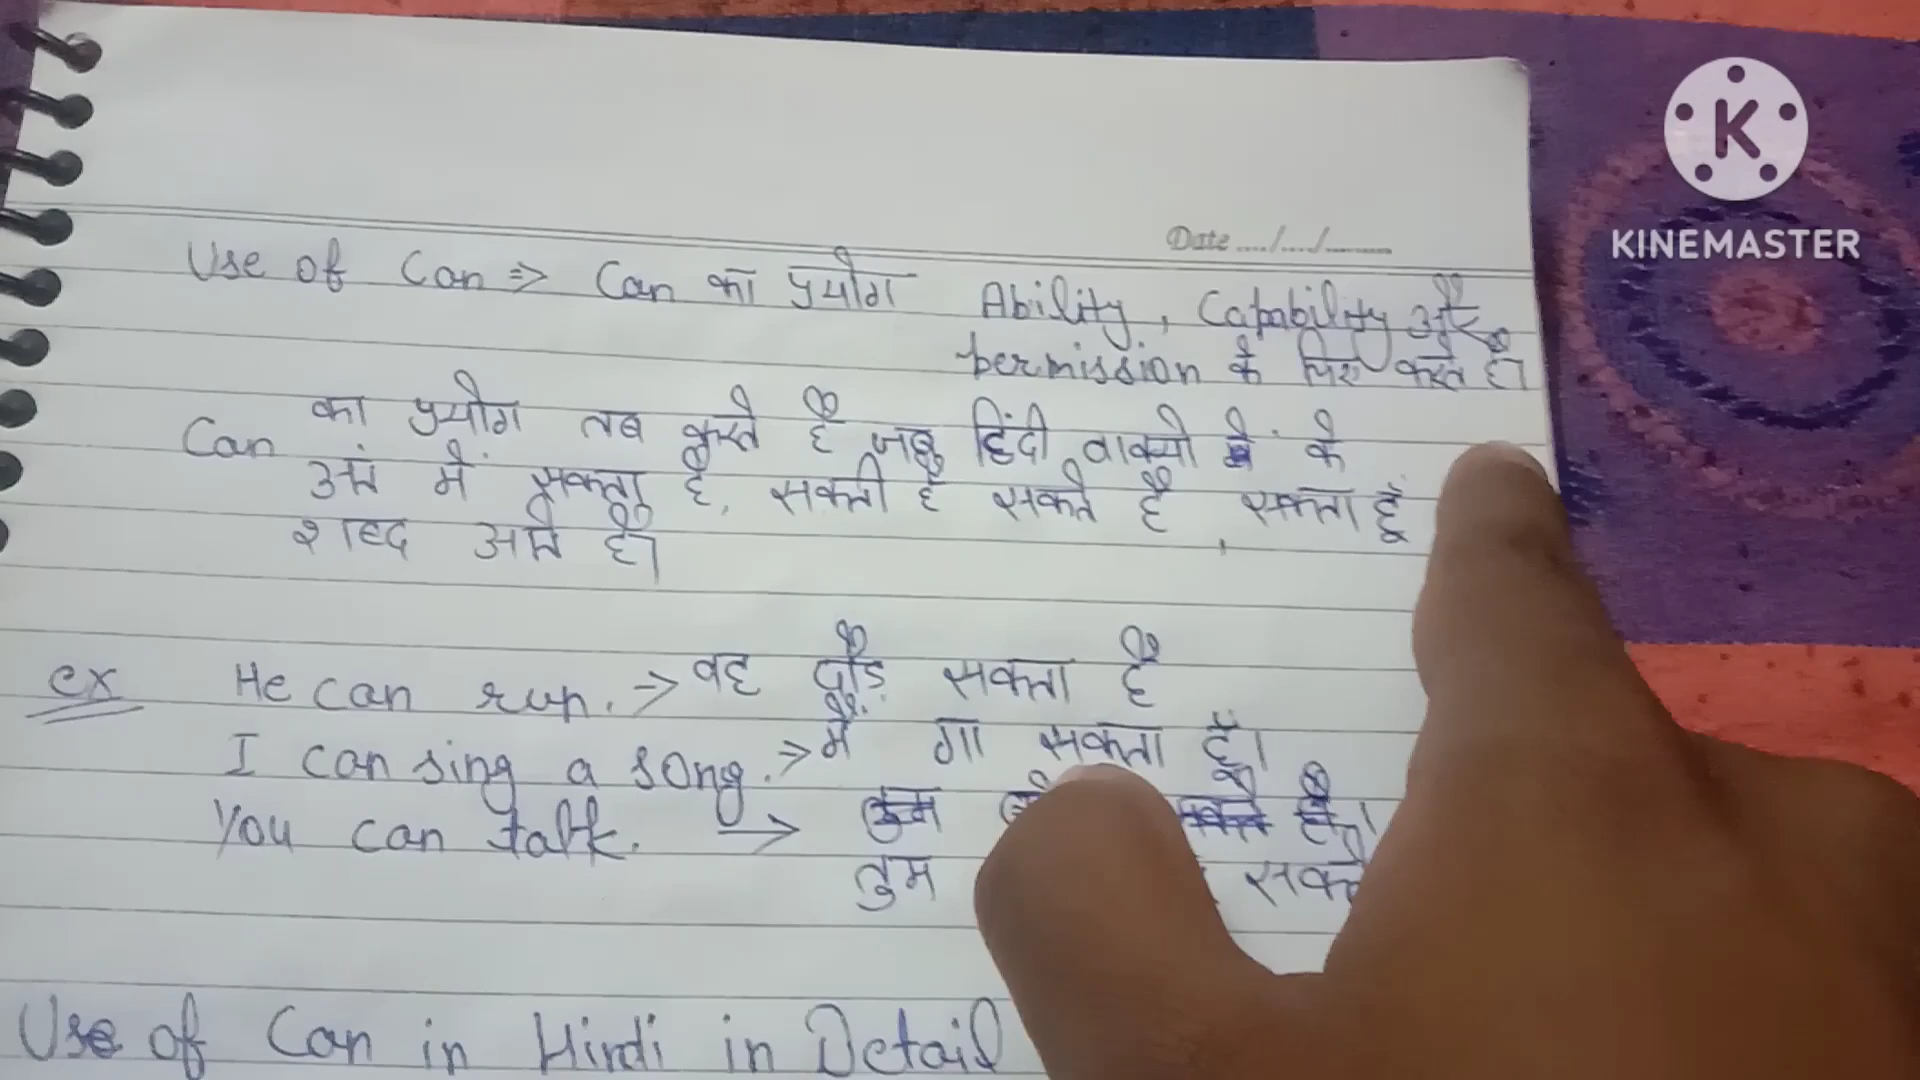 Date ..../..../........
Use of Can ⇒ Can का प्रयोग Ability, Capability और
permission के लिए करते है।
Can का प्रयोग तब करते है जब हिंदी वाक्यो के
अंत में सकता है, सकती है सकते है, सकता हूँ
शब्द आते है।
ex He can run. → वह दौड़ सकता है
I can sing a song. ⇒ मैं गा सकता हूँ।
You can talk. →
तुम सकते
Use of Can in Hindi in Detail
KINEMASTER